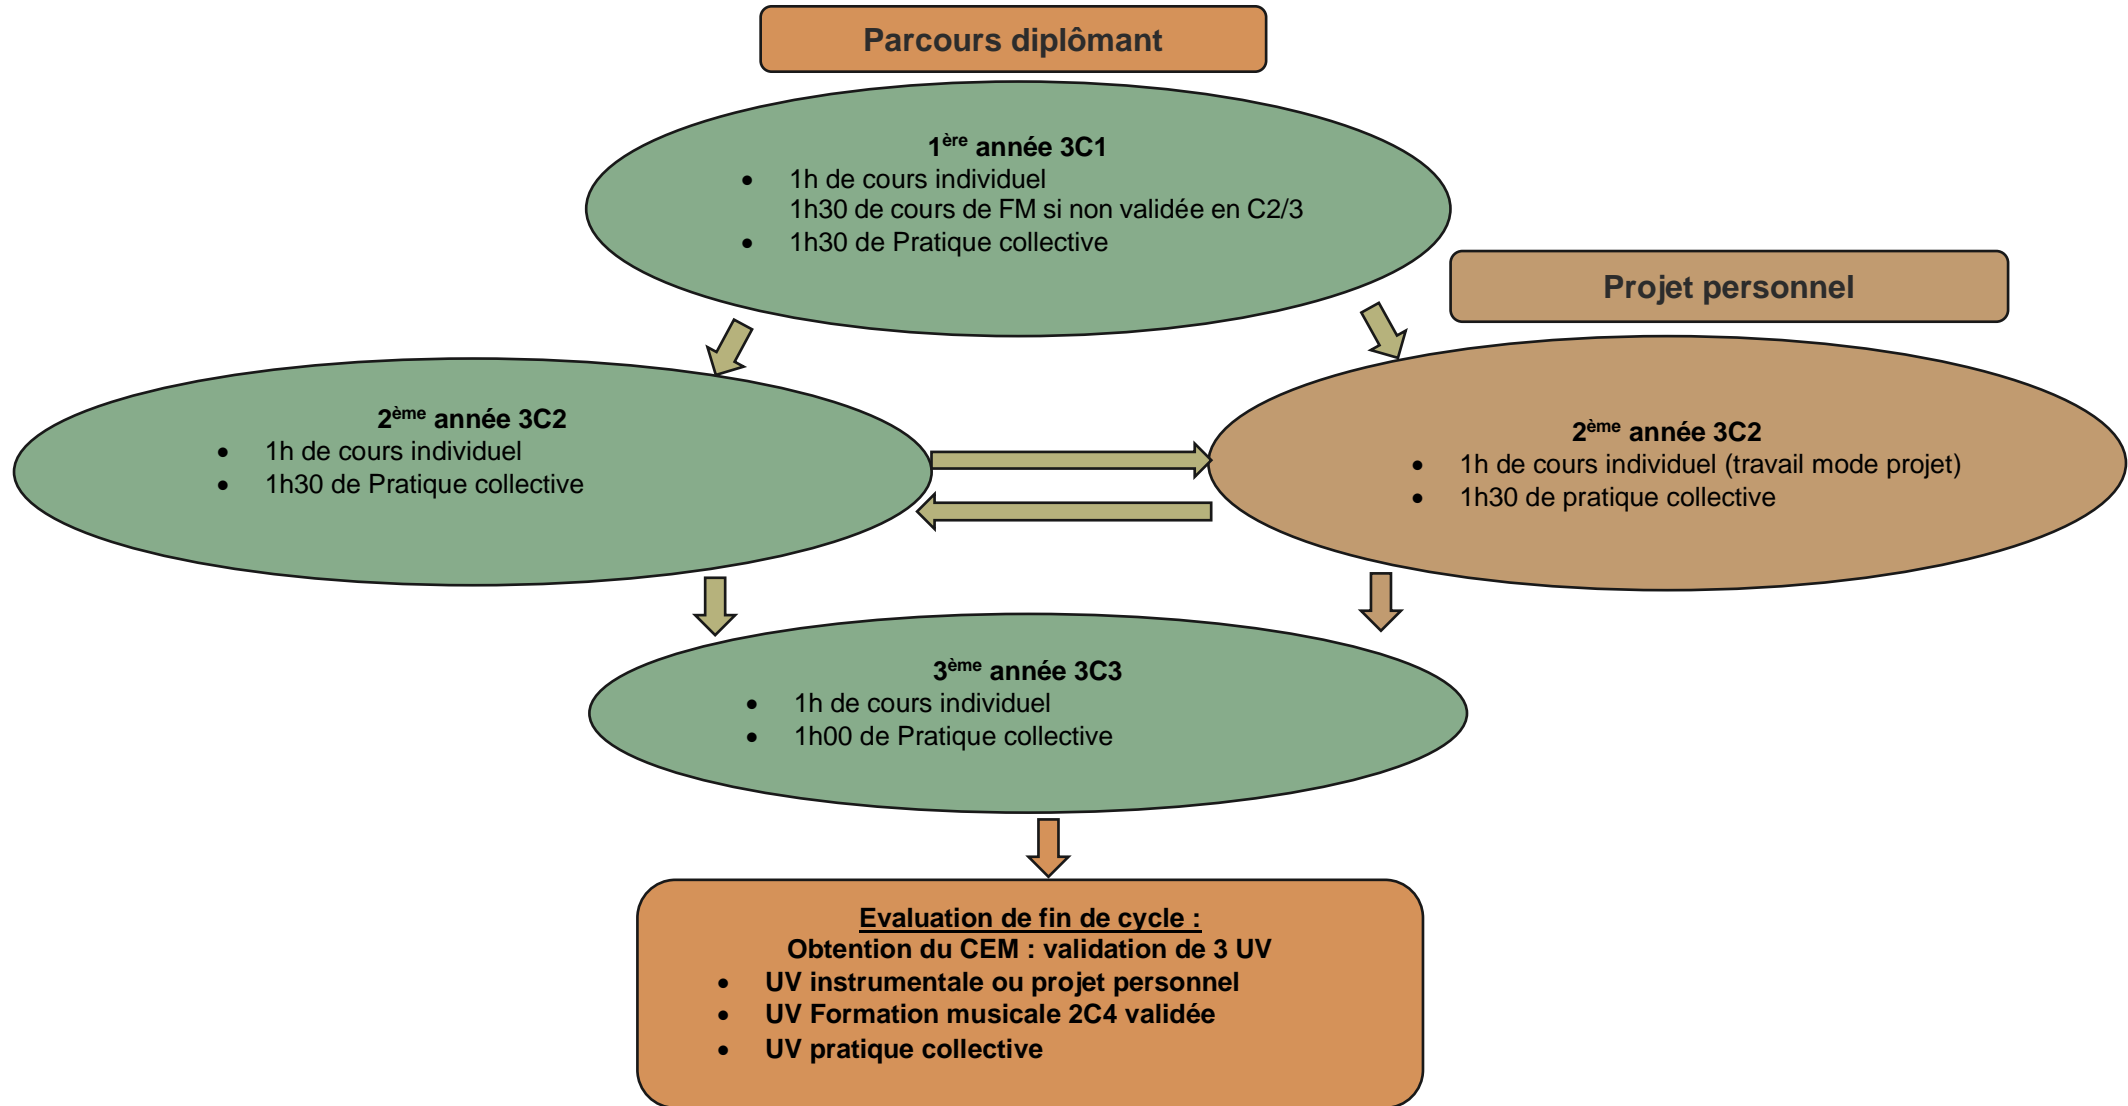 Parcours diplômant
1ère année 3C1
• 1h de cours individuel
1h30 de cours de FM si non validée en C2/3
• 1h30 de Pratique collective
Projet personnel
2ème année 3C2
• 1h de cours individuel
• 1h30 de Pratique collective
2ème année 3C2
• 1h de cours individuel (travail mode projet)
• 1h30 de pratique collective
3ème année 3C3
• 1h de cours individuel
• 1h00 de Pratique collective
Evaluation de fin de cycle :
Obtention du CEM : validation de 3 UV
• UV instrumentale ou projet personnel
• UV Formation musicale 2C4 validée
• UV pratique collective